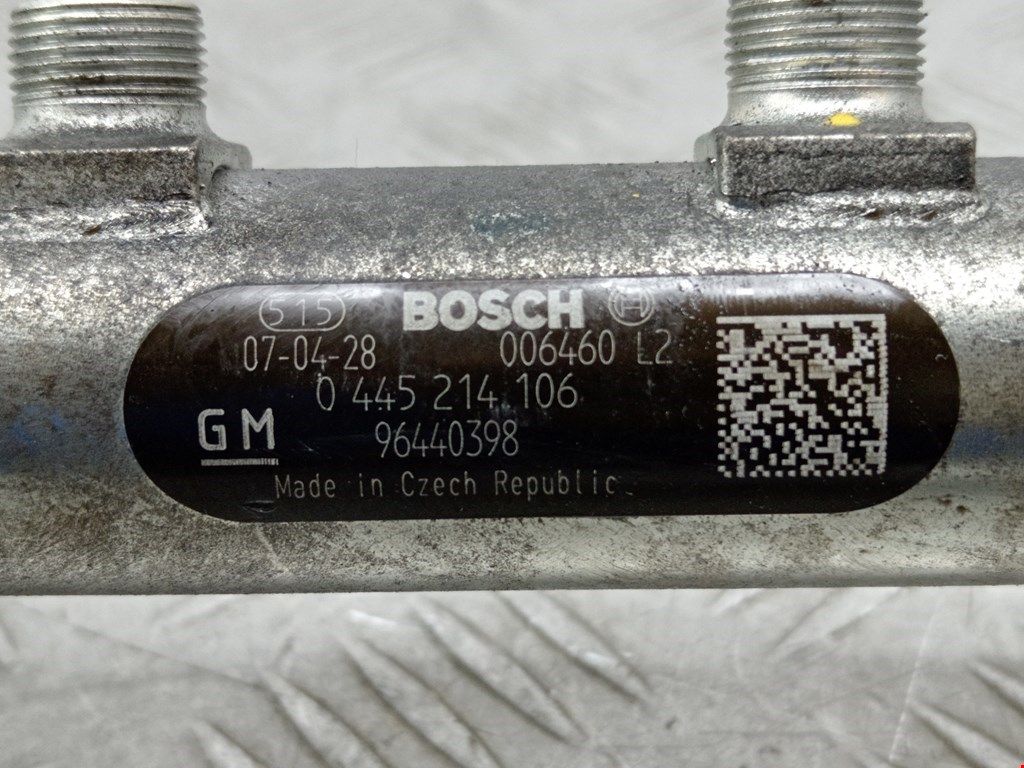 515 BOSCH
07-04-28 006460 L2
0 445 214 106
GM 96440398
Made in Czech Republic